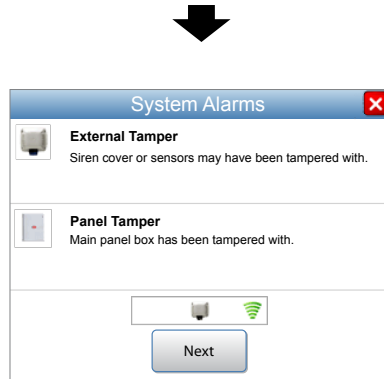 System Alarms
External Tamper
Siren cover or sensors may have been tampered with.
Panel Tamper
Main panel box has been tampered with.
Next